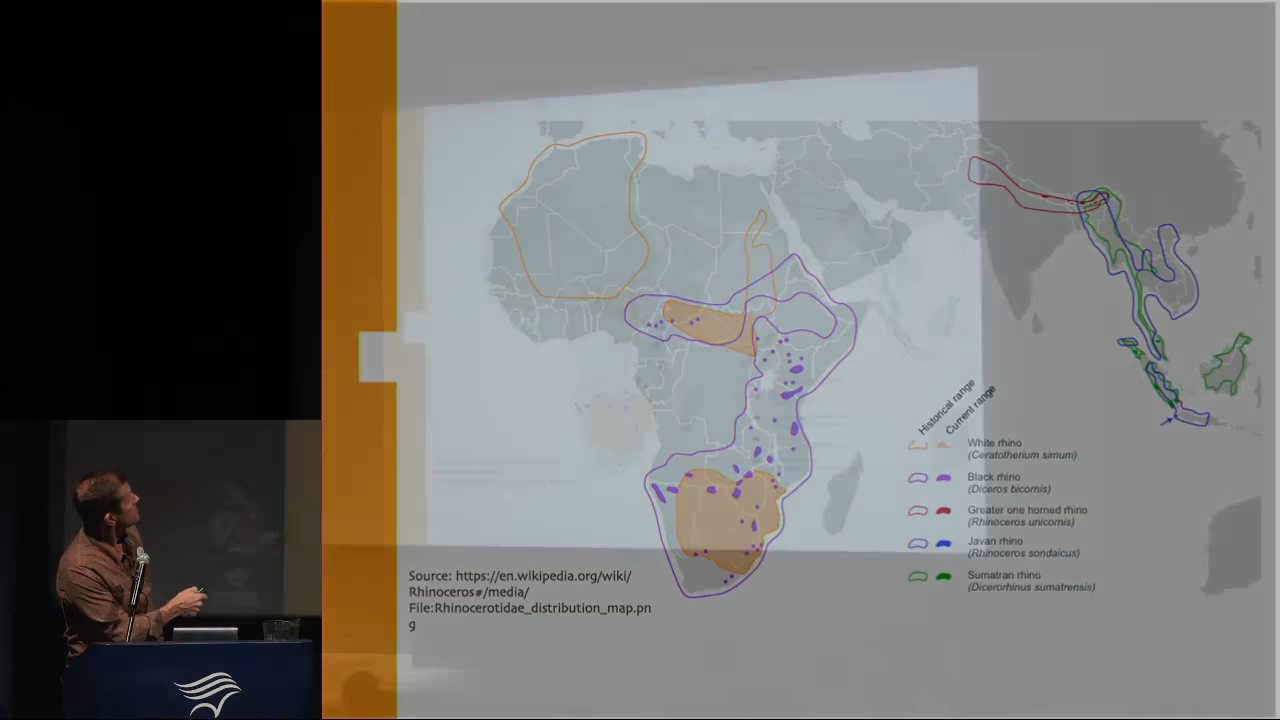 Historical range
Current range
White rhino
(Ceratotherium simum)
Black rhino
(Diceros bicornis)
Greater one horned rhino
(Rhinoceros unicornis)
Javan rhino
(Rhinoceros sondaicus)
Sumatran rhino
(Dicerorhinus sumatrensis)
Source: https://en.wikipedia.org/wiki/
Rhinoceros#/media/
File:Rhinocerotidae_distribution_map.pn
g